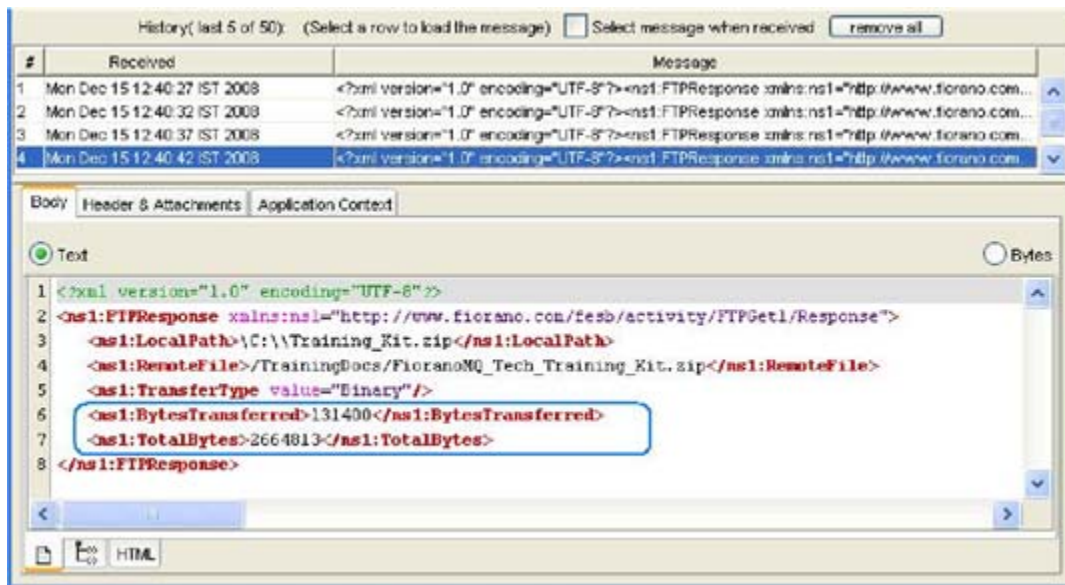 History( last 5 of 50): (Select a row to load the message) Select message when received remove all
# Received Message
1 Mon Dec 15 12:40:27 IST 2008 <?xml version="1.0" encoding="UTF-8"?><ns1:FTPResponse xmlns:ns1="http://www.fiorano.com...
2 Mon Dec 15 12:40:32 IST 2008 <?xml version="1.0" encoding="UTF-8"?><ns1:FTPResponse xmlns:ns1="http://www.fiorano.com...
3 Mon Dec 15 12:40:37 IST 2008 <?xml version="1.0" encoding="UTF-8"?><ns1:FTPResponse xmlns:ns1="http://www.fiorano.com...
4 Mon Dec 15 12:40:42 IST 2008 <?xml version="1.0" encoding="UTF-8"?><ns1:FTPResponse xmlns:ns1="http://www.fiorano.com...
Body Header & Attachments Application Context
Text Bytes
1 <?xml version="1.0" encoding="UTF-8"?>
2 <ns1:FTPResponse xmlns:ns1="http://www.fiorano.com/fesb/activity/FTPGet1/Response">
3 <ns1:LocalPath>\C:\\Training_Kit.zip</ns1:LocalPath>
4 <ns1:RemoteFile>/TrainingDocs/FioranoMQ_Tech_Training_Kit.zip</ns1:RemoteFile>
5 <ns1:TransferType value="Binary"/>
6 <ns1:BytesTransferred>131400</ns1:BytesTransferred>
7 <ns1:TotalBytes>2664813</ns1:TotalBytes>
8 </ns1:FTPResponse>
HTML